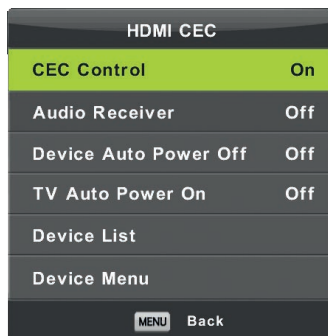 HDMI CEC
CEC Control On
Audio Receiver Off
Device Auto Power Off Off
TV Auto Power On Off
Device List
Device Menu
MENU Back